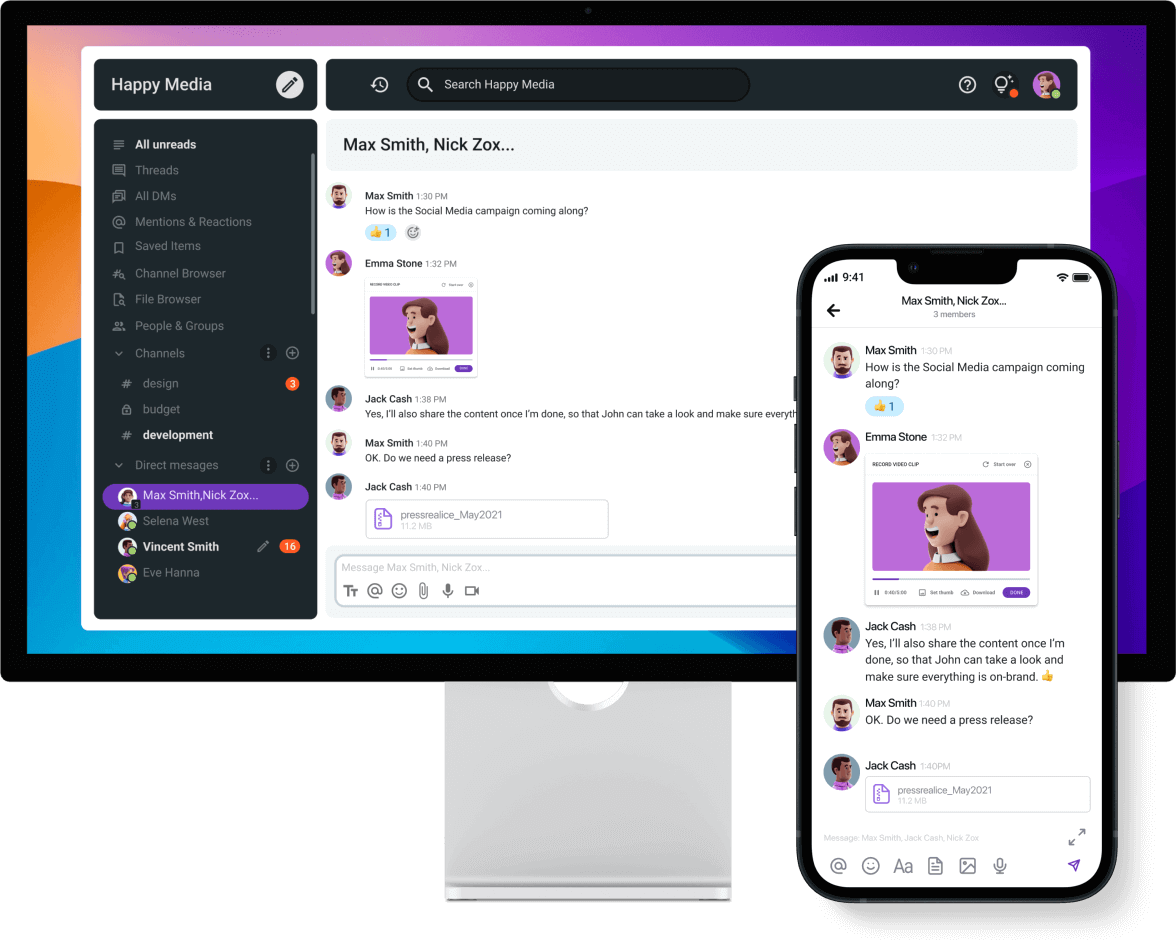 Happy Media
Search Happy Media
All unreads
Threads
All DMs
Mentions & Reactions
Saved Items
Channel Browser
File Browser
People & Groups
Channels
# design 3
budget
# development
Direct mesages
Max Smith,Nick Zox...
3
Selena West
Vincent Smith 16
Eve Hanna
Max Smith, Nick Zox...
Max Smith 1:30 PM
How is the Social Media campaign coming along?
👍 1
Emma Stone 1:32 PM
RECORD VIDEO CLIP Start over
0:40/5:00 Set thumb Download DONE
Jack Cash 1:38 PM
Yes, I'll also share the content once I'm done, so that John can take a look and make sure everyth
Max Smith 1:40 PM
OK. Do we need a press release?
Jack Cash 1:40 PM
pressrealice_May2021
11.2 MB
Message Max Smith, Nick Zox...
Tт
9:41
Max Smith, Nick Zox...
3 members
Max Smith 1:30 PM
How is the Social Media campaign coming
along?
👍 1
Emma Stone 1:32 PM
RECORD VIDEO CLIP Start over
0:40/5:00 Set thumb Download DONE
Jack Cash 1:38 PM
Yes, I'll also share the content once I'm
done, so that John can take a look and
make sure everything is on-brand. 👍
Max Smith 1:40 PM
OK. Do we need a press release?
Jack Cash 1:40PM
pressrealice_May2021
11.2 MB
Message: Max Smith, Jack Cash, Nick Zox
Aa